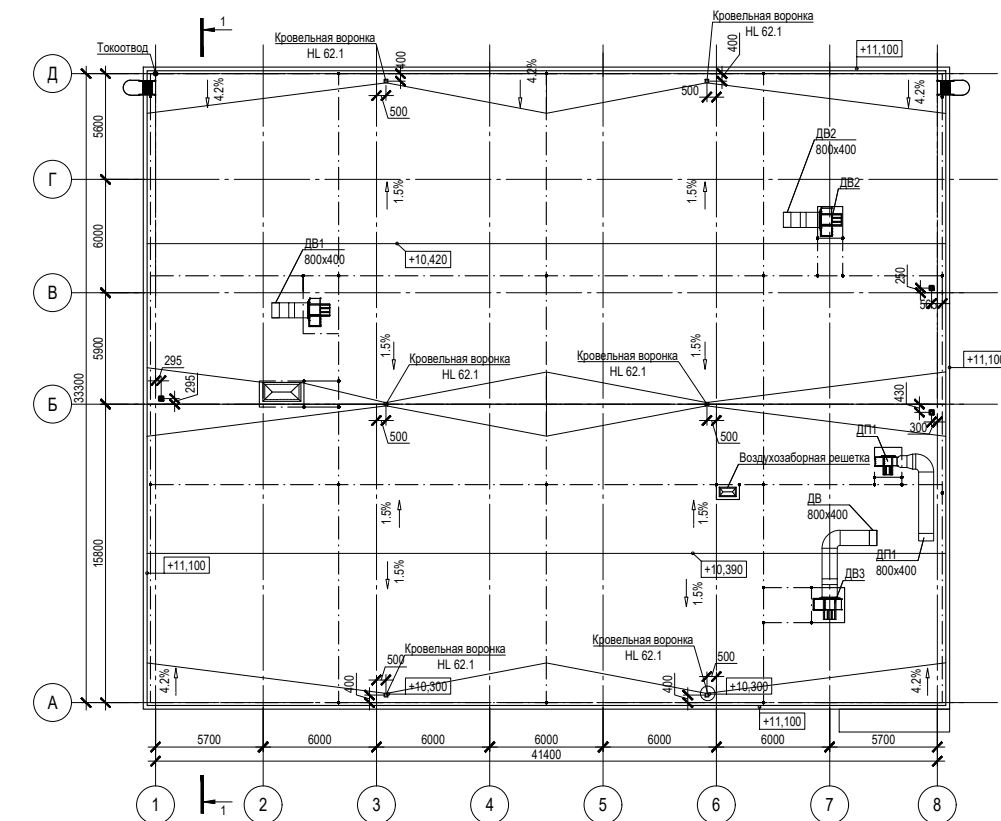 1
Кровельная воронка
HL 62.1
Токоотвод
Кровельная воронка
HL 62.1
400
400
+11,100
Д
4.2%
4.2%
4.2%
500
500
5600
ДВ2
800x400
Г
1.5%
1.5%
ДВ2
6000
ДВ1
800x400
+10,420
В
250
5900
33300
1.5%
1.5%
295
295
Кровельная воронка
HL 62.1
Кровельная воронка
HL 62.1
+11,100
Б
430
300
500
500
ДП1
Воздухозаборная решетка
ДВ
800x400
1.5%
1.5%
15800
+11,100
1.5%
+10,390
1.5%
ДП1
800x400
ДВ3
Кровельная воронка
HL 62.1
Кровельная воронка
HL 62.1
500
500
4.2%
400
+10,300
400
+10,300
4.2%
А
+11,100
5700
6000
6000
6000
6000
6000
5700
41400
1
2
3
4
5
6
7
8
1